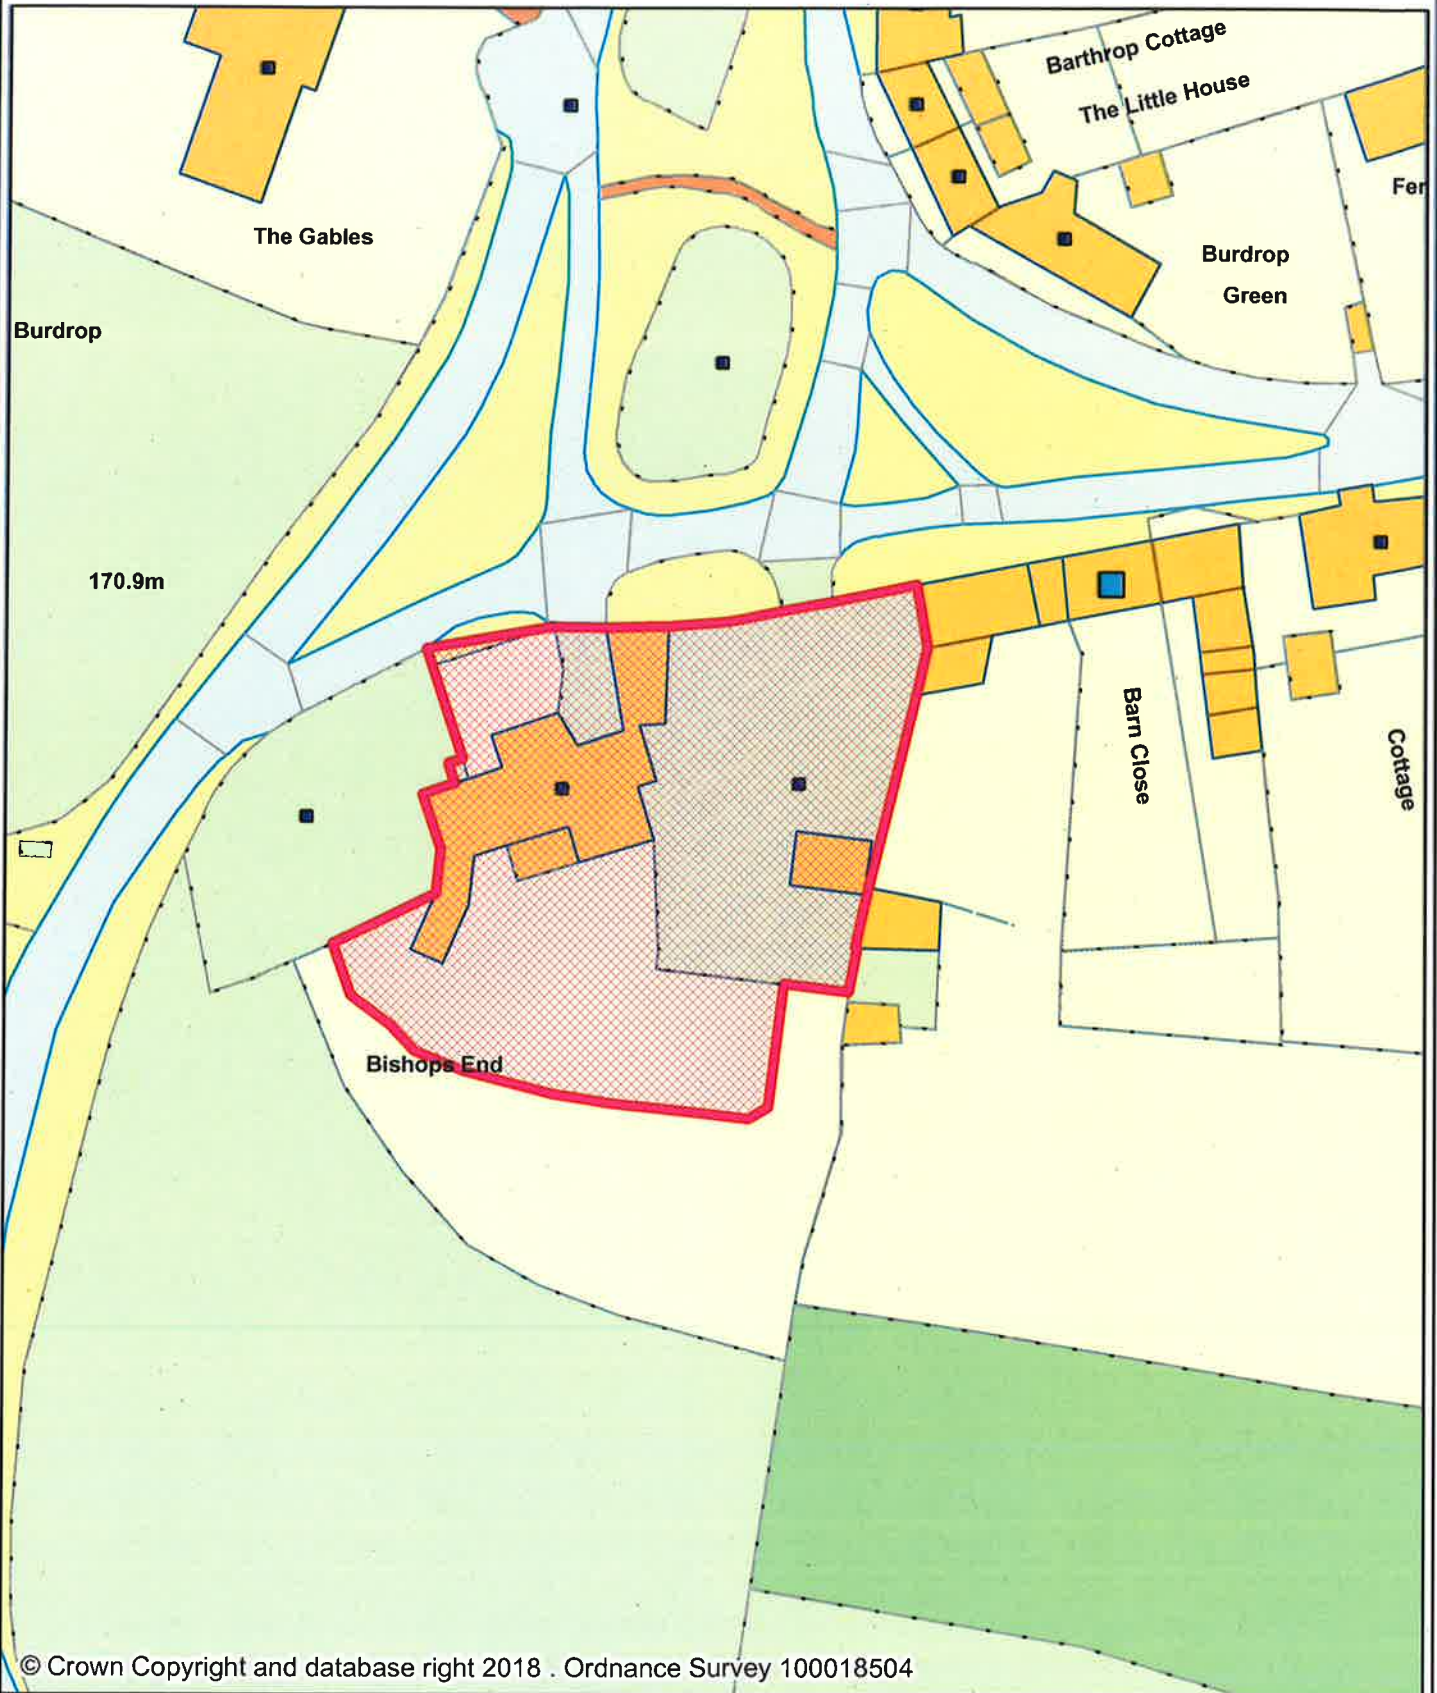 Barthrop Cottage
The Little House
Fer
The Gables
Burdrop
Green
Burdrop
170.9m
Barn Close
Cottage
Bishops End
© Crown Copyright and database right 2018 . Ordnance Survey 100018504